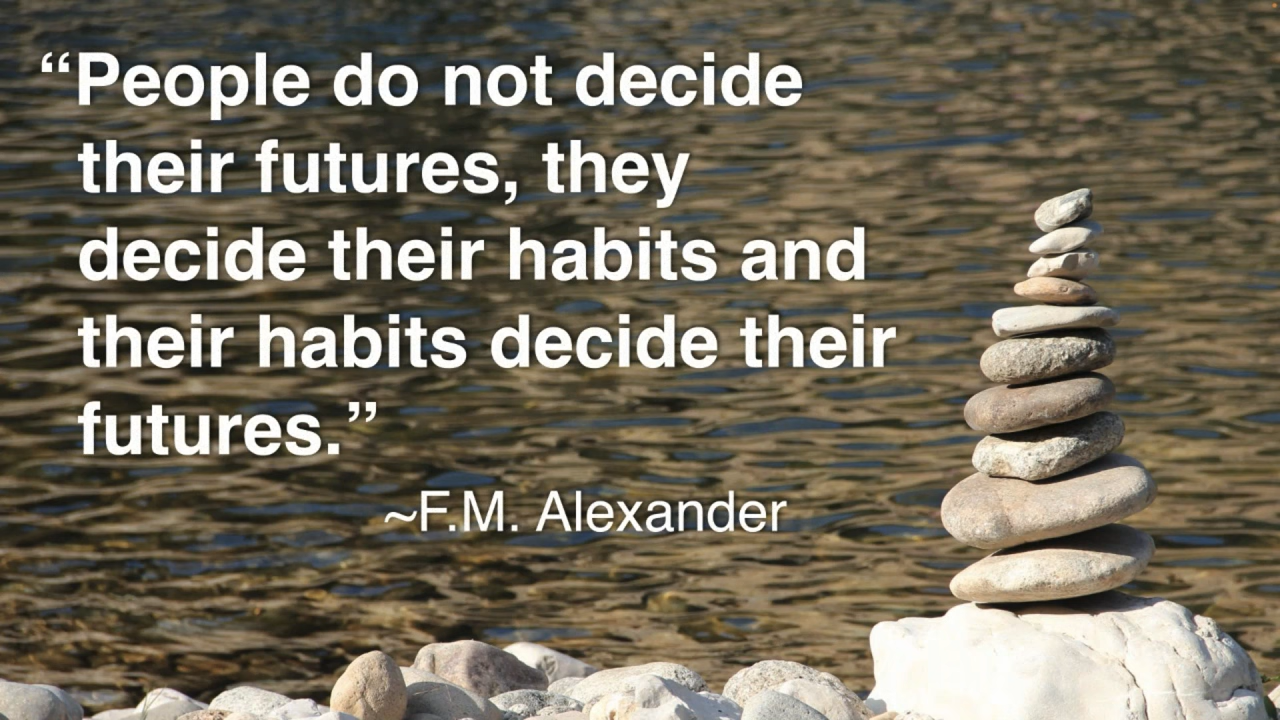 “People do not decide
their futures, they
decide their habits and
their habits decide their
futures.”
~F.M. Alexander